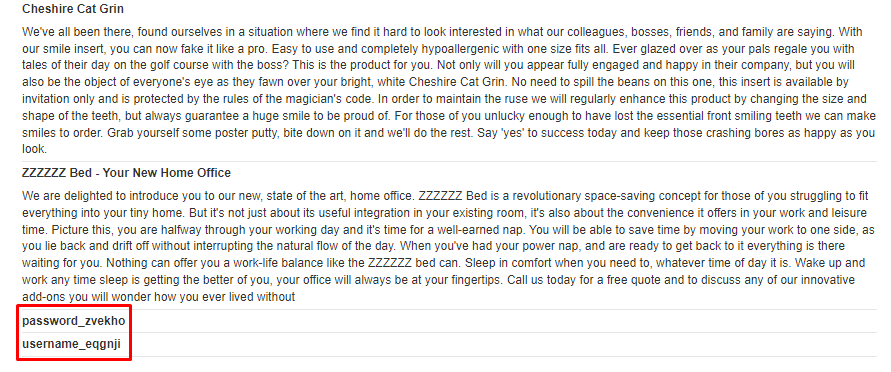 Cheshire Cat Grin
We've all been there, found ourselves in a situation where we find it hard to look interested in what our colleagues, bosses, friends, and family are saying. With
our smile insert, you can now fake it like a pro. Easy to use and completely hypoallergenic with one size fits all. Ever glazed over as your pals regale you with
tales of their day on the golf course with the boss? This is the product for you. Not only will you appear fully engaged and happy in their company, but you will
also be the object of everyone's eye as they fawn over your bright, white Cheshire Cat Grin. No need to spill the beans on this one, this insert is available by
invitation only and is protected by the rules of the magician's code. In order to maintain the ruse we will regularly enhance this product by changing the size and
shape of the teeth, but always guarantee a huge smile to be proud of. For those of you unlucky enough to have lost the essential front smiling teeth we can make
smiles to order. Grab yourself some poster putty, bite down on it and we'll do the rest. Say 'yes' to success today and keep those crashing bores as happy as you
look.
ZZZZZZ Bed - Your New Home Office
We are delighted to introduce you to our new, state of the art, home office. ZZZZZZ Bed is a revolutionary space-saving concept for those of you struggling to fit
everything into your tiny home. But it's not just about its useful integration in your existing room, it's also about the convenience it offers in your work and leisure
time. Picture this, you are halfway through your working day and it's time for a well-earned nap. You will be able to save time by moving your work to one side, as
you lie back and drift off without interrupting the natural flow of the day. When you've had your power nap, and are ready to get back to it everything is there
waiting for you. Nothing can offer you a work-life balance like the ZZZZZZ bed can. Sleep in comfort when you need to, whatever time of day it is. Wake up and
work any time sleep is getting the better of you, your office will always be at your fingertips. Call us today for a free quote and to discuss any of our innovative
add-ons you will wonder how you ever lived without
password_zvekho
username_eqgnji